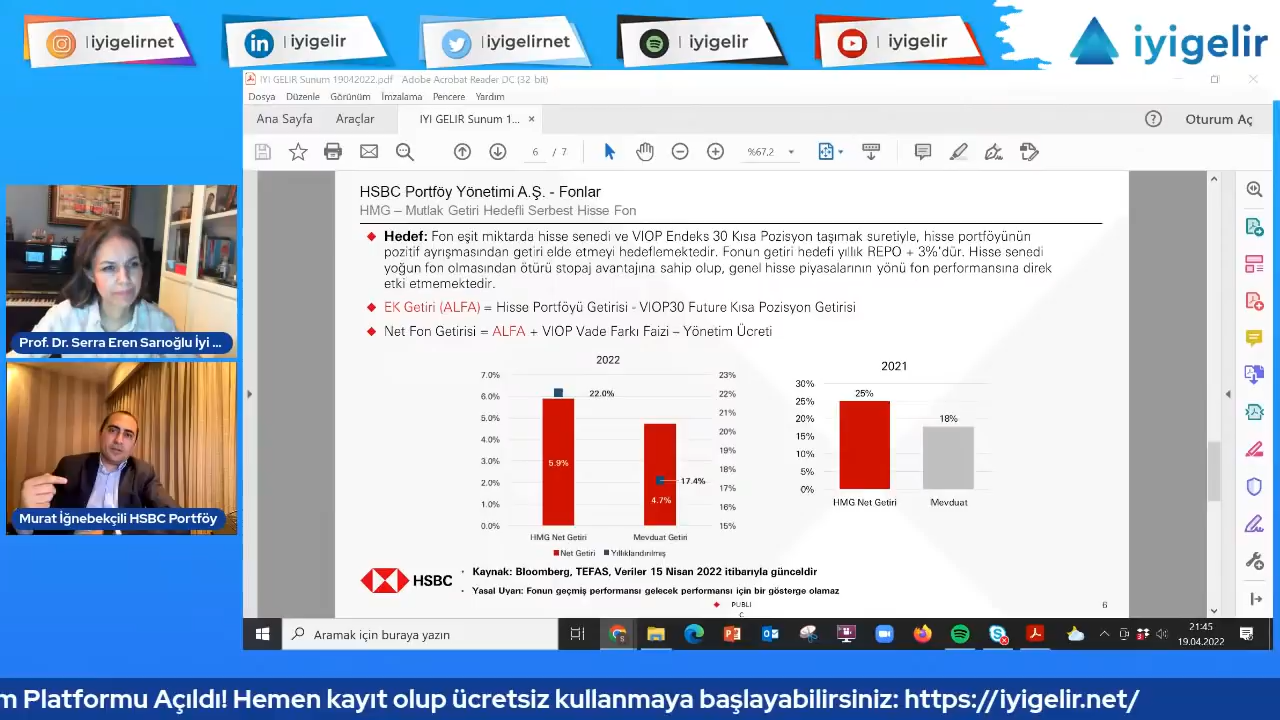 iyigelirnet
iyigelir
iyigelirnet
iyigelir
iyigelir
iyigelir
IYI GELIR Sunum 19042022.pdf - Adobe Acrobat Reader DC (32-bit)
Dosya Düzenle Görünüm İmzalama Pencere Yardım
Ana Sayfa Araçlar IYI GELIR Sunum 1... × Oturum Aç
6 / 7 %67,2
HSBC Portföy Yönetimi A.Ş. - Fonlar
HMG – Mutlak Getiri Hedefli Serbest Hisse Fon
Hedef: Fon eşit miktarda hisse senedi ve VIOP Endeks 30 Kısa Pozisyon taşımak suretiyle, hisse portföyünün
pozitif ayrışmasından getiri elde etmeyi hedeflemektedir. Fonun getiri hedefi yıllık REPO + 3%'dür. Hisse senedi
yoğun fon olmasından ötürü stopaj avantajına sahip olup, genel hisse piyasalarının yönü fon performansına direk
etki etmemektedir.
EK Getiri (ALFA) = Hisse Portföyü Getirisi - VIOP30 Future Kısa Pozisyon Getirisi
Net Fon Getirisi = ALFA + VIOP Vade Farkı Faizi – Yönetim Ücreti
2022
7.0%
6.0%
5.0%
4.0%
3.0%
2.0%
1.0%
0.0%
23%
22%
21%
20%
19%
18%
17%
16%
15%
22.0%
5.9%
17.4%
4.7%
HMG Net Getiri Mevduat Getiri
Net Getiri Yıllıklandırılmış
2021
30%
25%
20%
15%
10%
5%
0%
25%
18%
HMG Net Getiri Mevduat
HSBC
• Kaynak: Bloomberg, TEFAS, Veriler 15 Nisan 2022 itibarıyla günceldir
• Yasal Uyarı: Fonun geçmiş performansı gelecek performansı için bir gösterge olamaz
PUBLI
C
6
Prof. Dr. Serra Eren Sarıoğlu İyi ...
Murat İğnebekçili HSBC Portföy
Aramak için buraya yazın
21:45
19.04.2022
m Platformu Açıldı! Hemen kayıt olup ücretsiz kullanmaya başlayabilirsiniz: https://iyigelir.net/